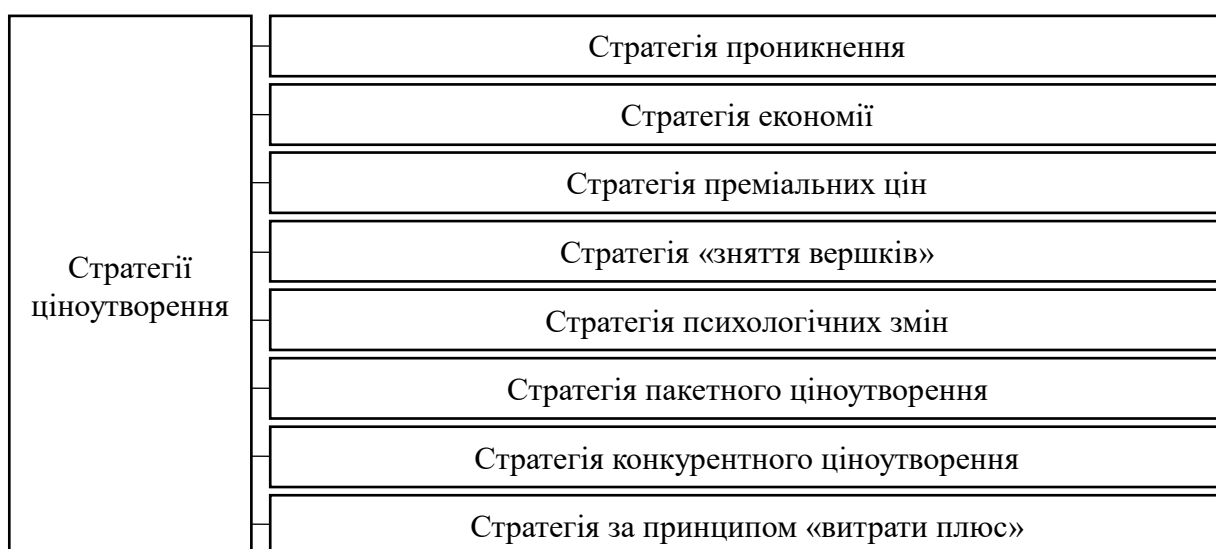 Стратегії
ціноутворення
Стратегія проникнення
Стратегія економії
Стратегія преміальних цін
Стратегія «зняття вершків»
Стратегія психологічних змін
Стратегія пакетного ціноутворення
Стратегія конкурентного ціноутворення
Стратегія за принципом «витрати плюс»